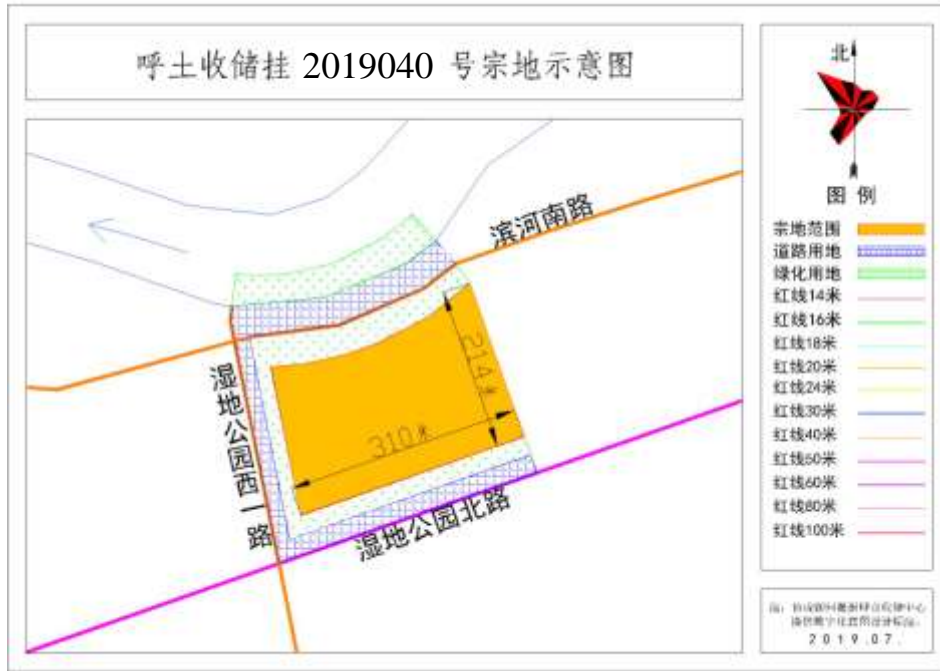 呼土收储挂 2019040 号宗地示意图
北
图 例
宗地范围
道路用地
绿化用地
红线14米
红线16米
红线18米
红线20米
红线24米
红线30米
红线40米
红线50米
红线60米
红线80米
红线100米
滨河南路
214米
310米
湿地公园西一路
湿地公园北路
2019.07.